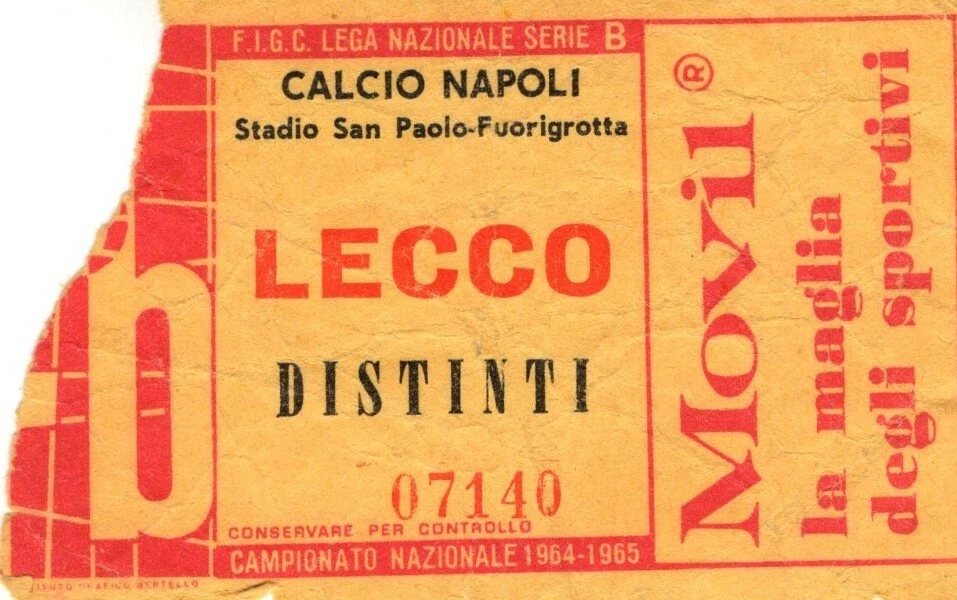 F.I.G.C. LEGA NAZIONALE SERIE B
CALCIO NAPOLI
Stadio San Paolo-Fuorigrotta
LECCO
DISTINTI
07140
CONSERVARE PER CONTROLLO
CAMPIONATO NAZIONALE 1964-1965
Movil ®
la maglia
degli sportivi
BERTELLO